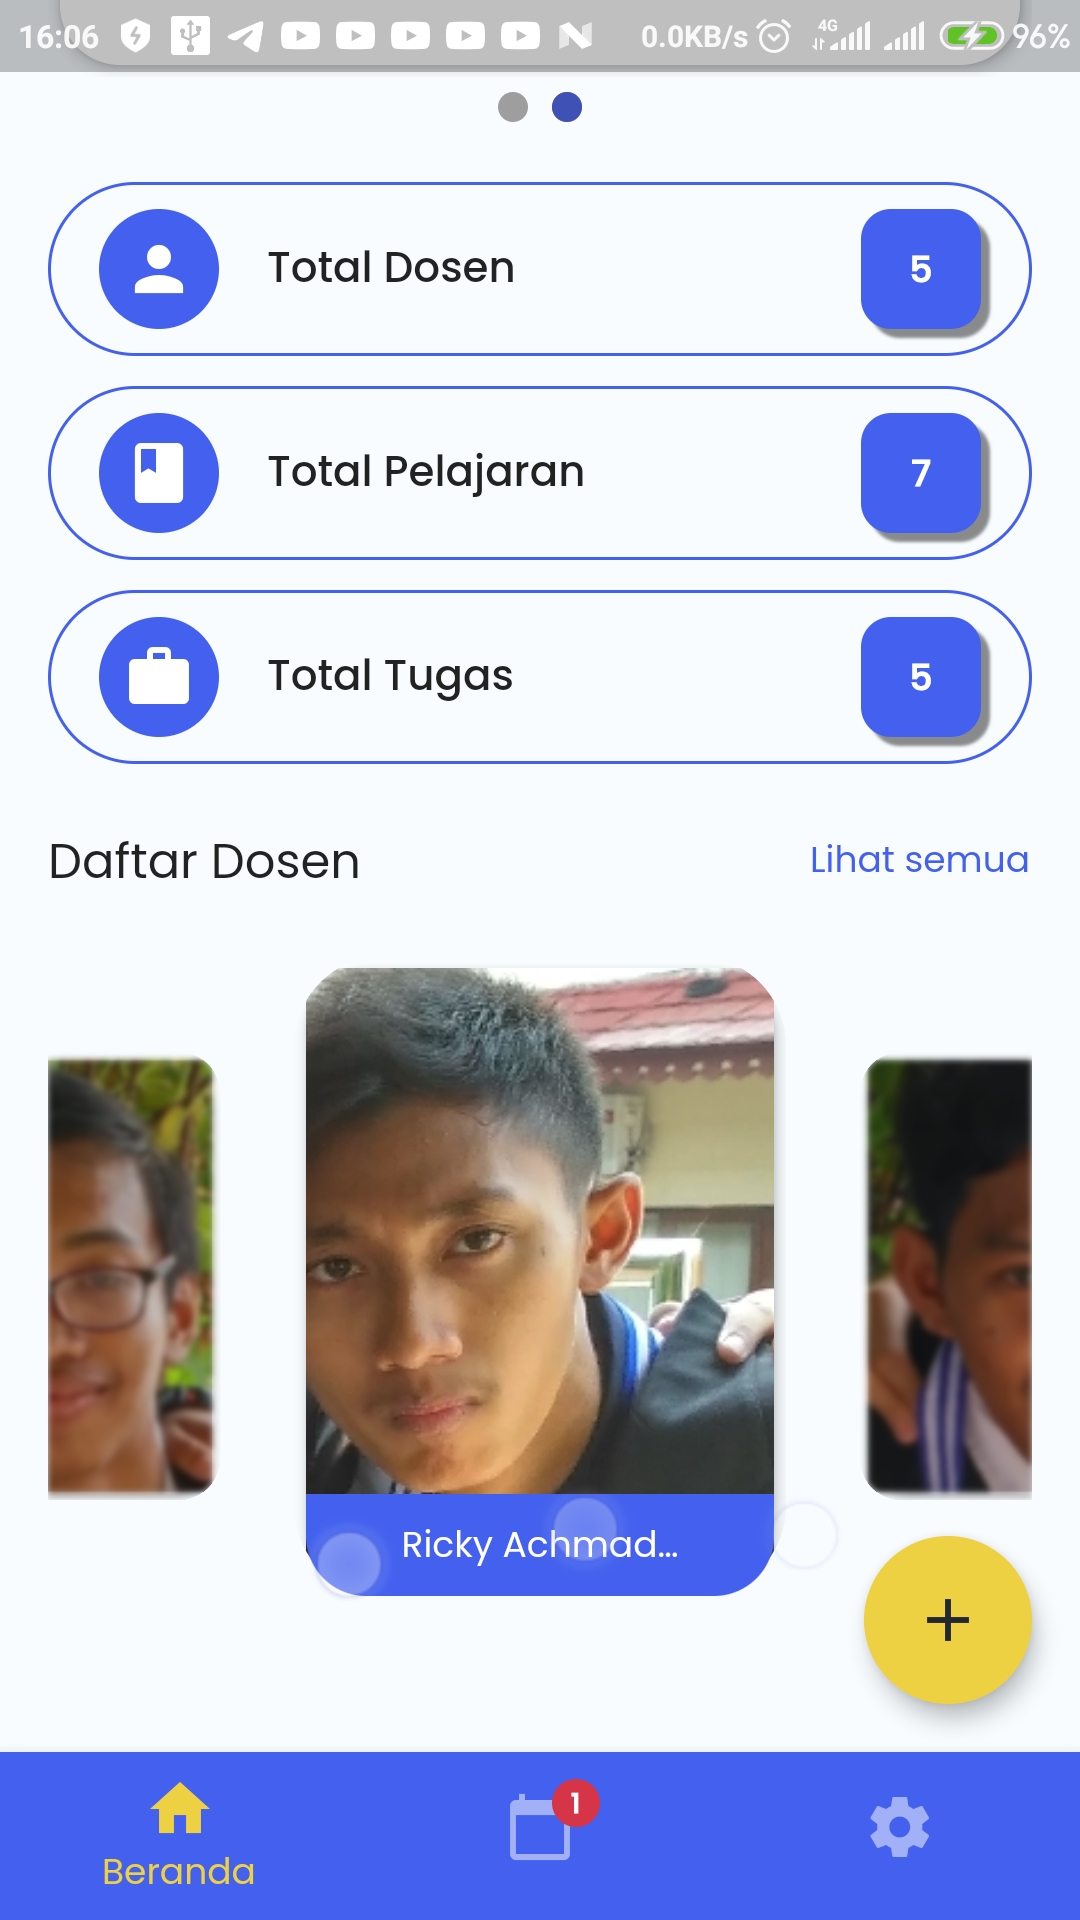 16:06 0.0KB/s 4G 96%
Total Dosen 5
Total Pelajaran 7
Total Tugas 5
Daftar Dosen Lihat semua
Ricky Achmad...
+
1
Beranda